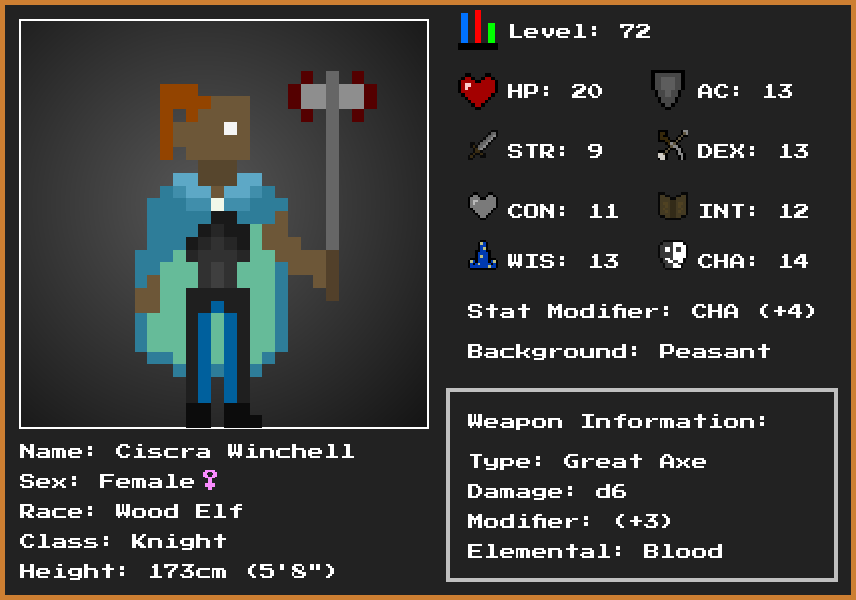 Level: 72
HP: 20
AC: 13
STR: 9
DEX: 13
CON: 11
INT: 12
WIS: 13
CHA: 14
Stat Modifier: CHA (+4)
Background: Peasant
Weapon Information:
Type: Great Axe
Damage: d6
Modifier: (+3)
Elemental: Blood
Name: Ciscra Winchell
Sex: Female♀
Race: Wood Elf
Class: Knight
Height: 173cm (5'8")